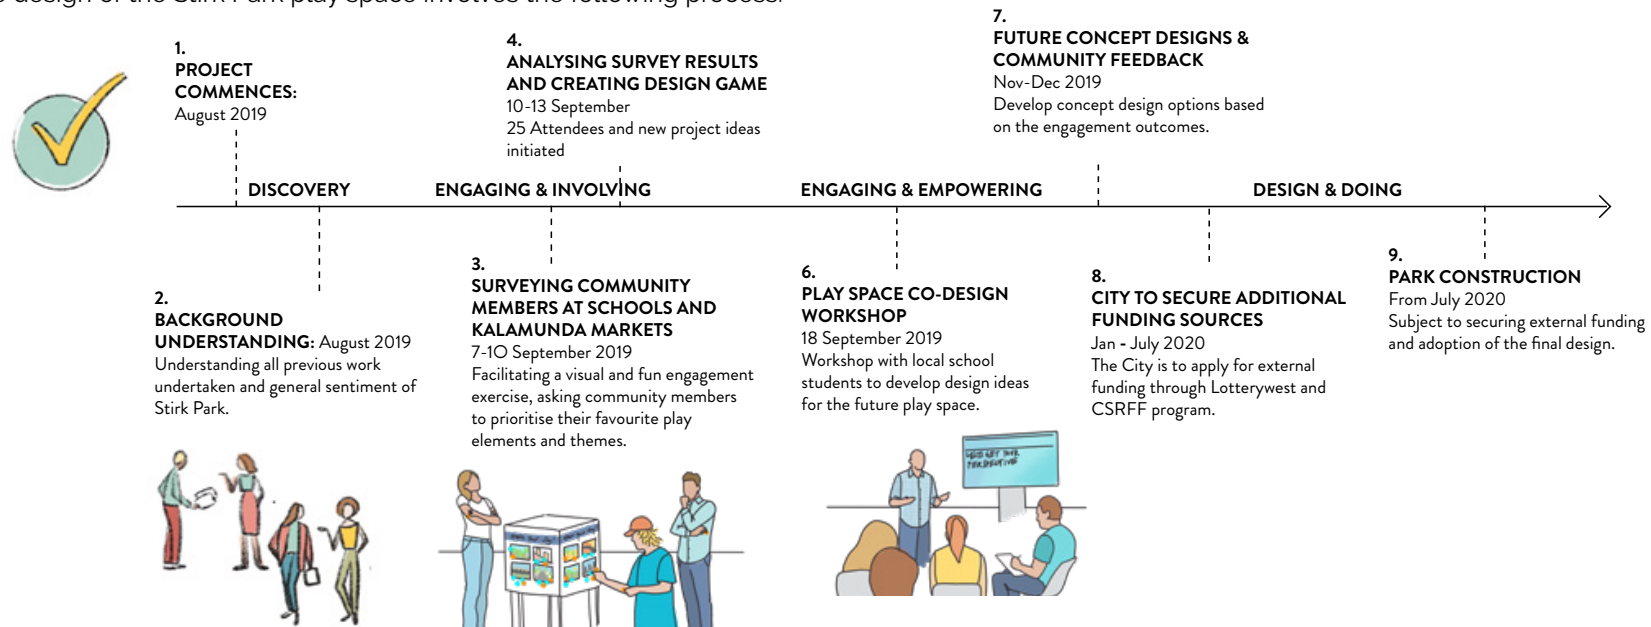 design of the Stirk Park play space involves the following process:
1.
PROJECT
COMMENCES:
August 2019
2.
BACKGROUND
UNDERSTANDING: August 2019
Understanding all previous work
undertaken and general sentiment of
Stirk Park.
3.
SURVEYING COMMUNITY
MEMBERS AT SCHOOLS AND
KALAMUNDA MARKETS
7-10 September 2019
Facilitating a visual and fun engagement
exercise, asking community members
to prioritise their favourite play
elements and themes.
4.
ANALYSING SURVEY RESULTS
AND CREATING DESIGN GAME
10-13 September
25 Attendees and new project ideas
initiated
6.
PLAY SPACE CO-DESIGN
WORKSHOP
18 September 2019
Workshop with local school
students to develop design ideas
for the future play space.
7.
FUTURE CONCEPT DESIGNS &
COMMUNITY FEEDBACK
Nov-Dec 2019
Develop concept design options based
on the engagement outcomes.
8.
CITY TO SECURE ADDITIONAL
FUNDING SOURCES
Jan - July 2020
The City is to apply for external
funding through Lotterywest and
CSRFF program.
9.
PARK CONSTRUCTION
From July 2020
Subject to securing external funding
and adoption of the final design.
DISCOVERY
ENGAGING & INVOLVING
ENGAGING & EMPOWERING
DESIGN & DOING
LET'S GET YOUR
PERSPECTIVE